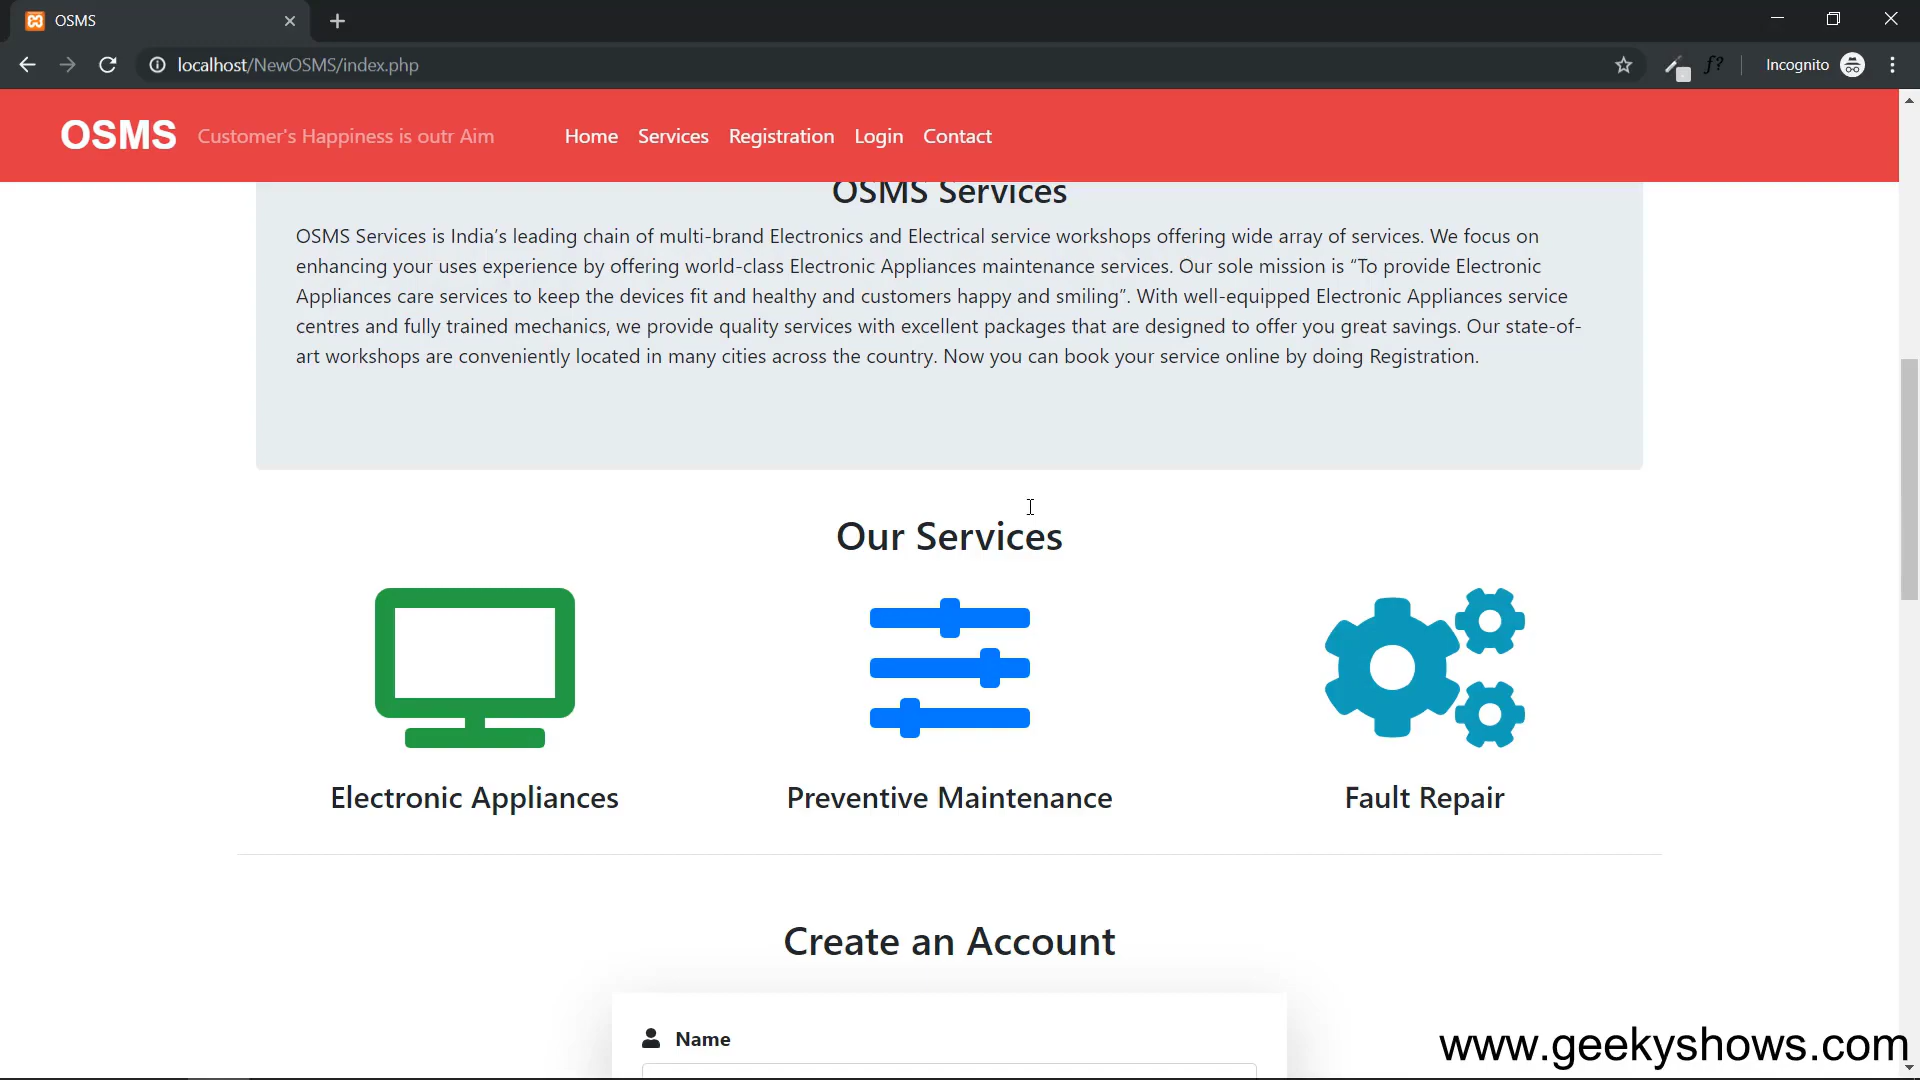 OSMS
localhost/NewOSMS/index.php
f?
Incognito
OSMS Customer's Happiness is outr Aim Home Services Registration Login Contact
OSMS Services
OSMS Services is India’s leading chain of multi-brand Electronics and Electrical service workshops offering wide array of services. We focus on
enhancing your uses experience by offering world-class Electronic Appliances maintenance services. Our sole mission is “To provide Electronic
Appliances care services to keep the devices fit and healthy and customers happy and smiling”. With well-equipped Electronic Appliances service
centres and fully trained mechanics, we provide quality services with excellent packages that are designed to offer you great savings. Our state-of-
art workshops are conveniently located in many cities across the country. Now you can book your service online by doing Registration.
Our Services
Electronic Appliances
Preventive Maintenance
Fault Repair
Create an Account
Name
www.geekyshows.com